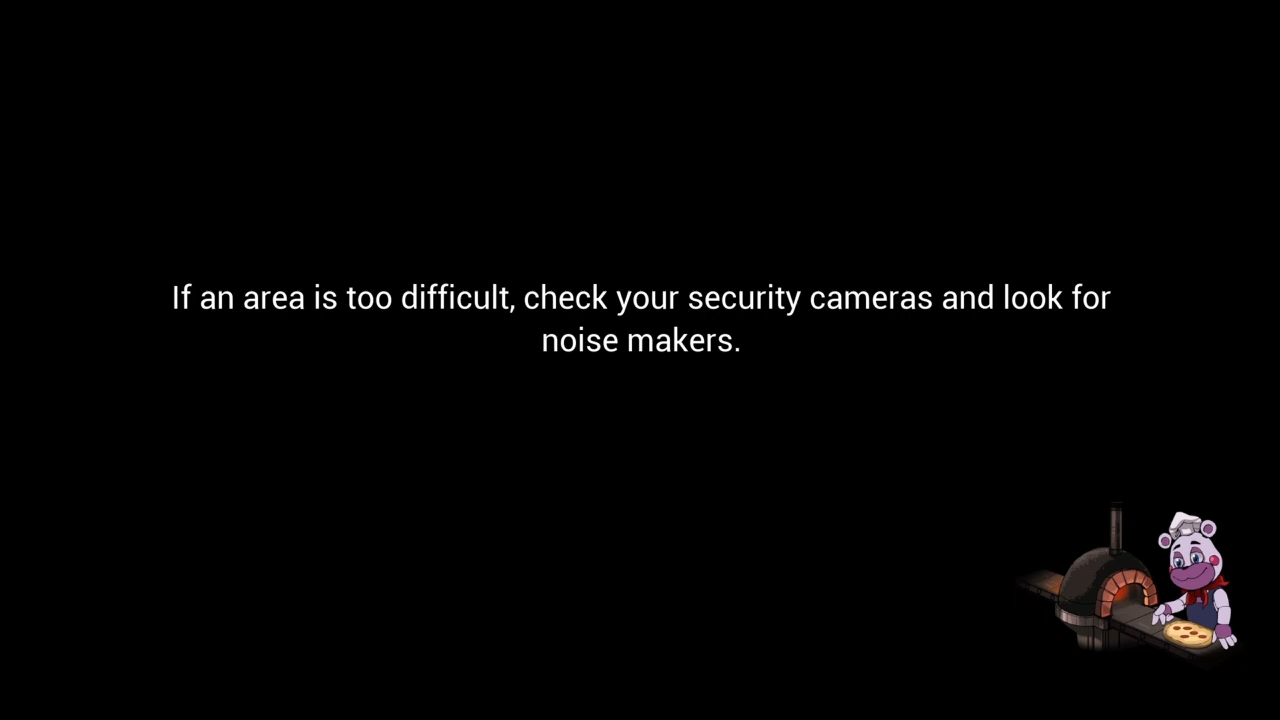 If an area is too difficult, check your security cameras and look for
noise makers.